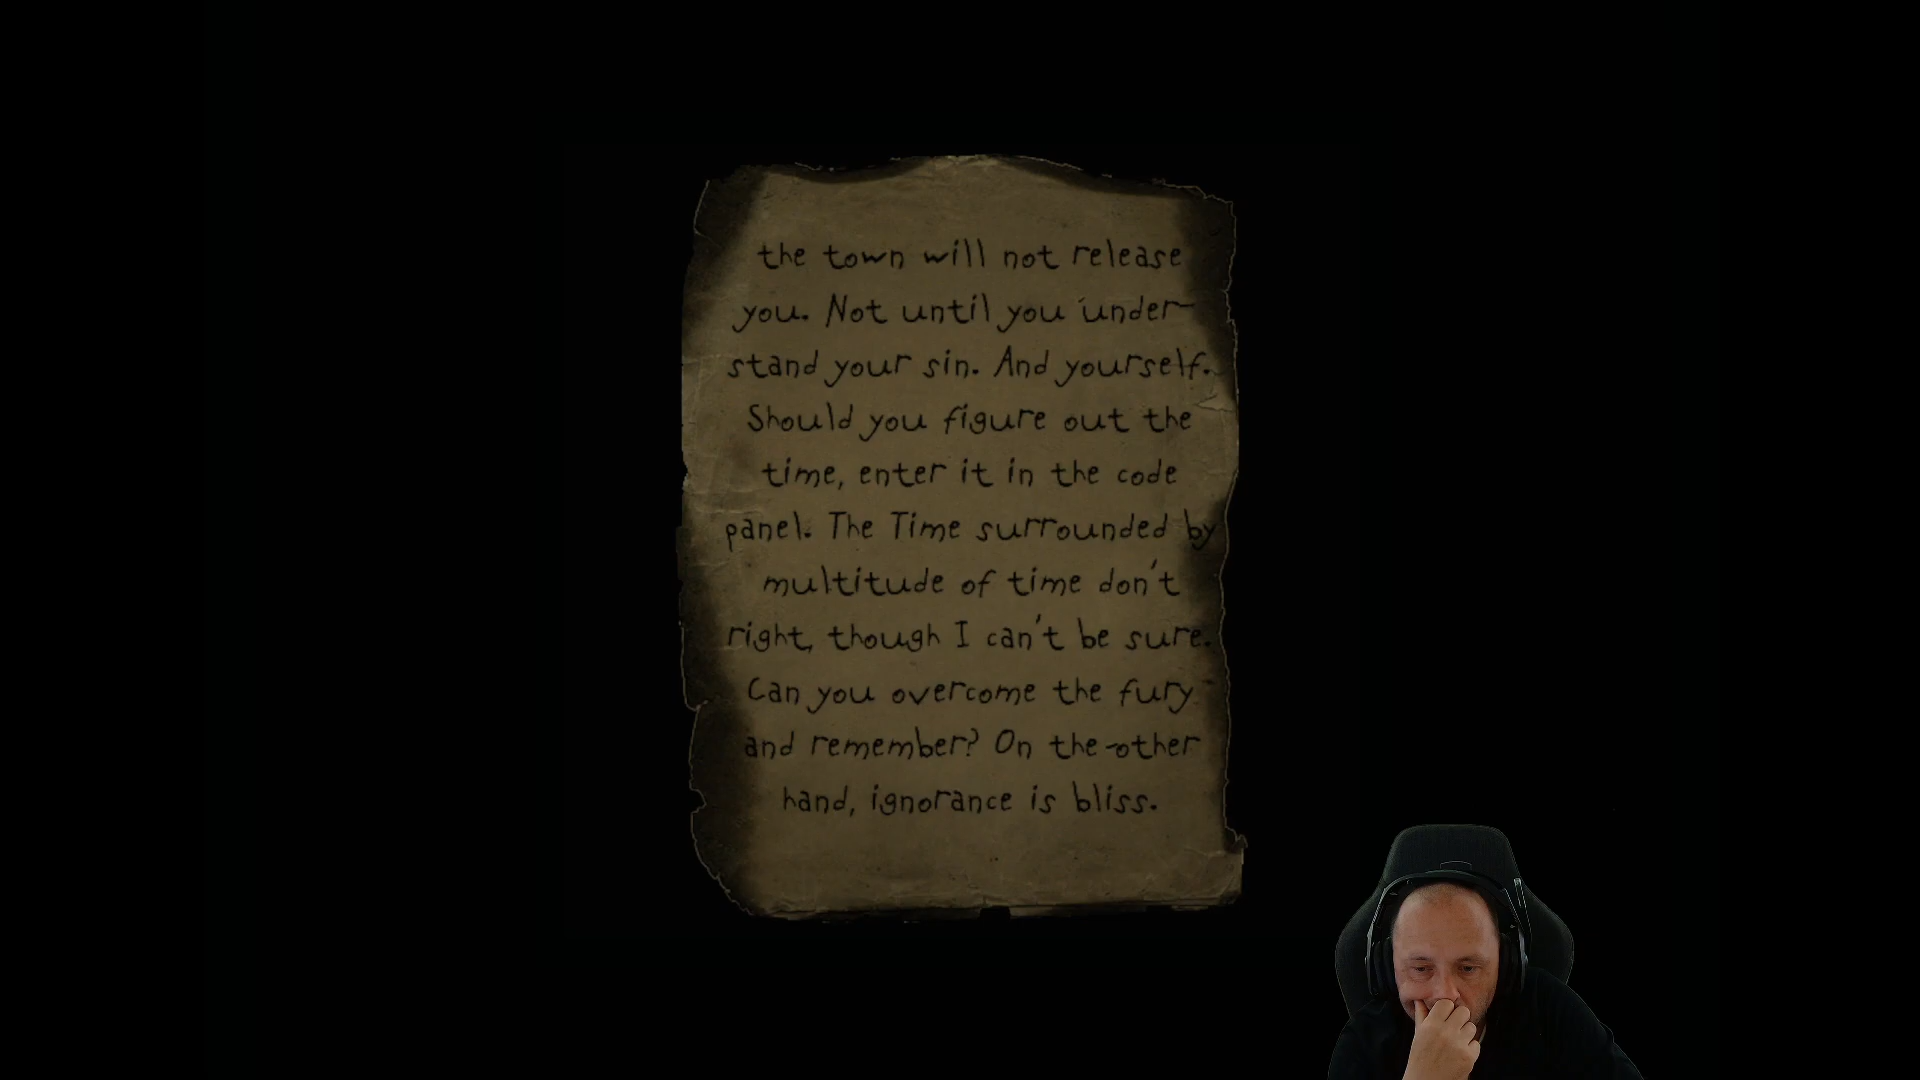 the town will not release
you. Not until you under-
stand your sin. And yourself.
Should you figure out the
time, enter it in the code
panel. The Time surrounded by
multitude of time don't
right, though I can't be sure.
Can you overcome the fury
and remember? On the other
hand, ignorance is bliss.